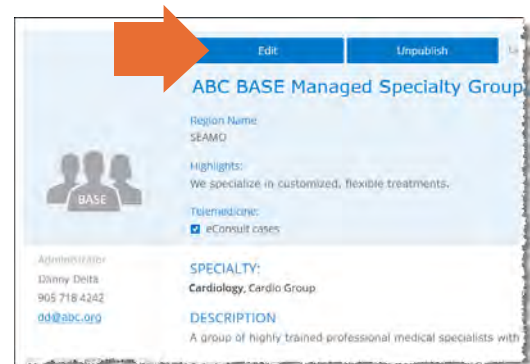 Edit
Unpublish
ABC BASE Managed Specialty Group
Region Name
SEAMO
Highlights:
We specialize in customized, flexible treatments.
BASE
Telemedicine:
eConsult cases
Administrator
Danny Delta
905 718 4242
dd@abc.org
SPECIALTY:
Cardiology, Cardio Group
DESCRIPTION
A group of highly trained professional medical specialists with